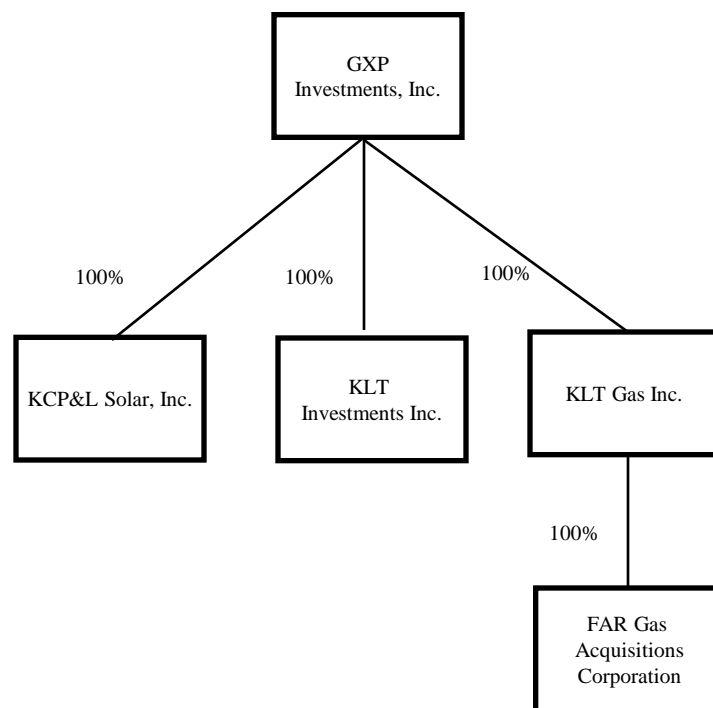 GXP
Investments, Inc.
100%
100%
100%
KCP&L Solar, Inc.
KLT
Investments Inc.
KLT Gas Inc.
100%
FAR Gas
Acquisitions
Corporation